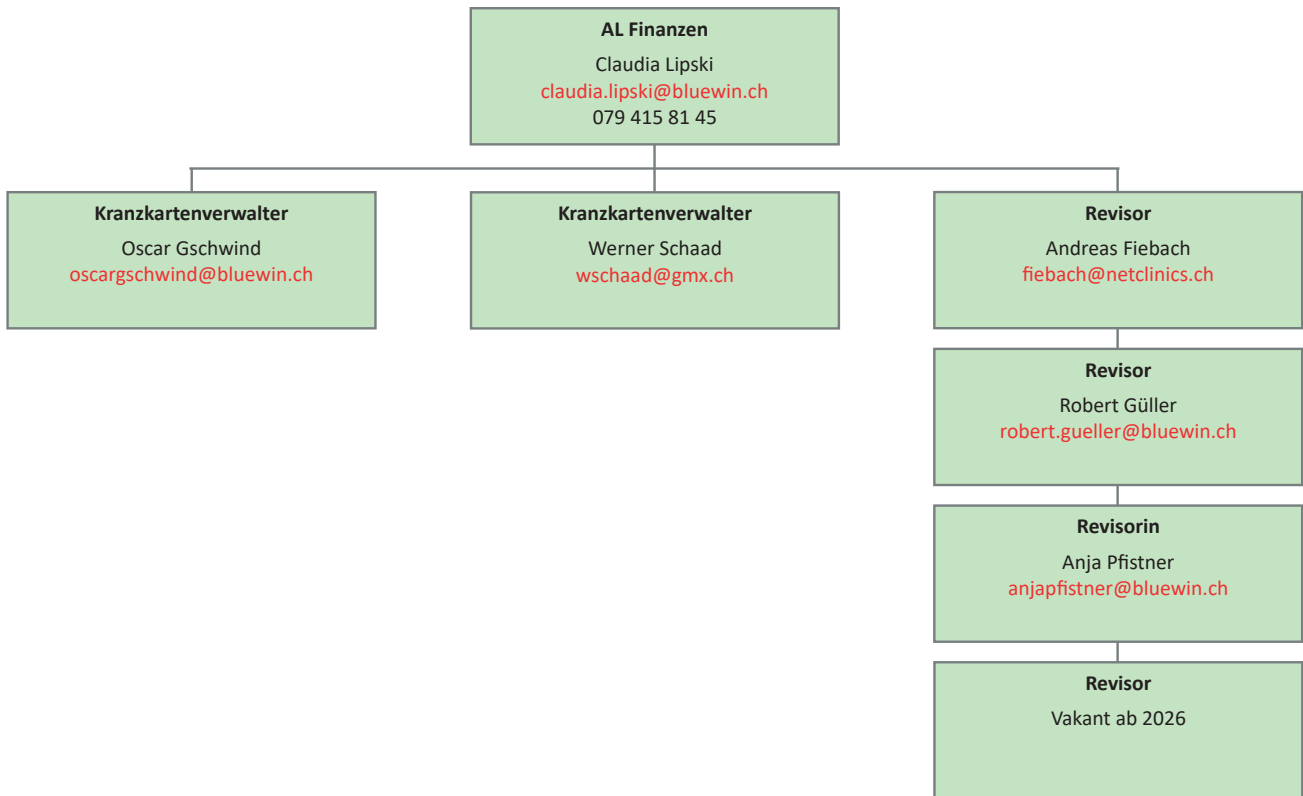 AL Finanzen
Claudia Lipski
claudia.lipski@bluewin.ch
079 415 81 45
Kranzkartenverwalter
Oscar Gschwind
oscargschwind@bluewin.ch
Kranzkartenverwalter
Werner Schaad
wschaad@gmx.ch
Revisor
Andreas Fiebach
fiebach@netclinics.ch
Revisor
Robert Güller
robert.gueller@bluewin.ch
Revisorin
Anja Pfistner
anjapfistner@bluewin.ch
Revisor
Vakant ab 2026